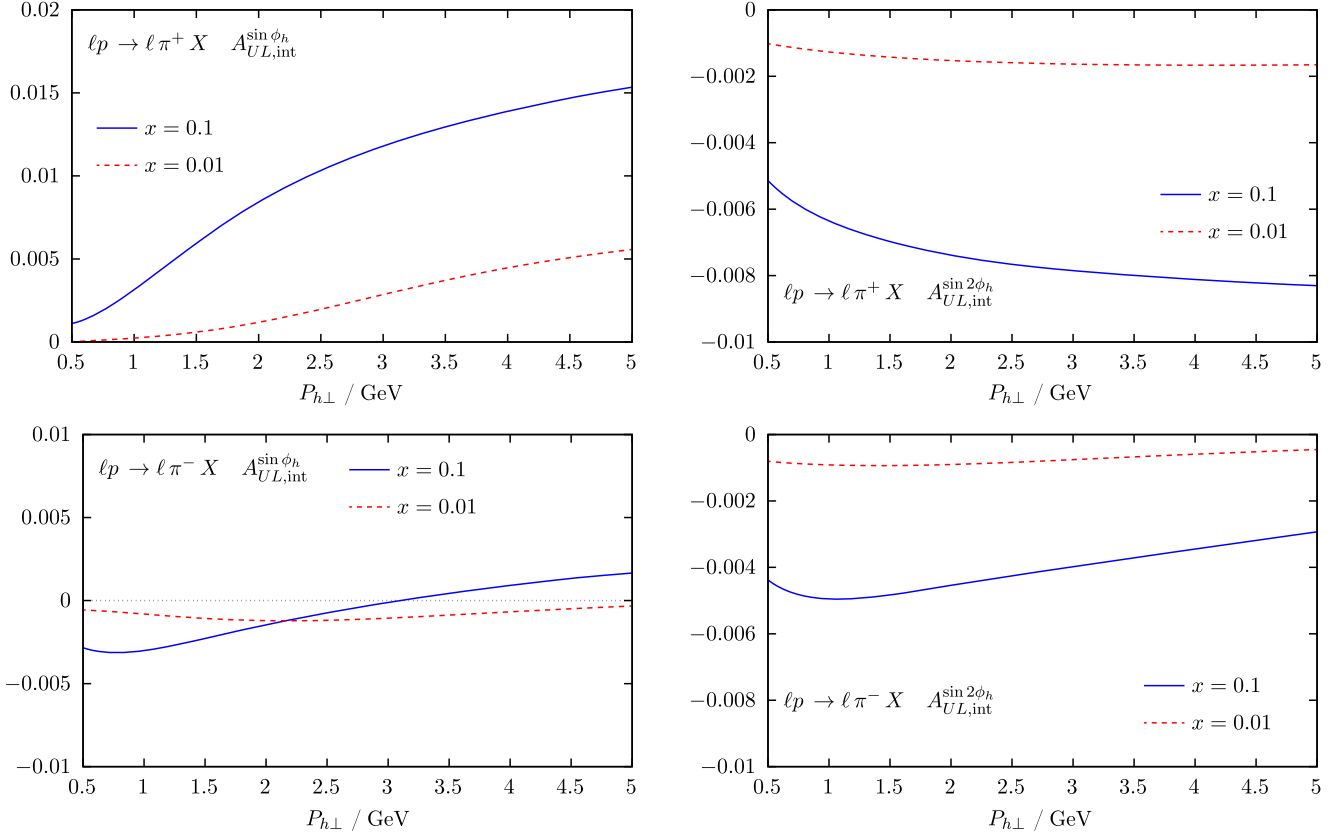 0.02
0.015
0.01
0.005
0
ℓp → ℓ π⁺ X A_{UL,int}^{sin ϕ_h}
x = 0.1
x = 0.01
0.5 1 1.5 2 2.5 3 3.5 4 4.5 5
P_{h⊥} / GeV
0
−0.002
−0.004
−0.006
−0.008
−0.01
x = 0.1
x = 0.01
ℓp → ℓ π⁺ X A_{UL,int}^{sin 2ϕ_h}
0.5 1 1.5 2 2.5 3 3.5 4 4.5 5
P_{h⊥} / GeV
0.01
0.005
0
−0.005
−0.01
ℓp → ℓ π⁻ X A_{UL,int}^{sin ϕ_h}
x = 0.1
x = 0.01
0.5 1 1.5 2 2.5 3 3.5 4 4.5 5
P_{h⊥} / GeV
0
−0.002
−0.004
−0.006
−0.008
−0.01
x = 0.1
x = 0.01
ℓp → ℓ π⁻ X A_{UL,int}^{sin 2ϕ_h}
0.5 1 1.5 2 2.5 3 3.5 4 4.5 5
P_{h⊥} / GeV